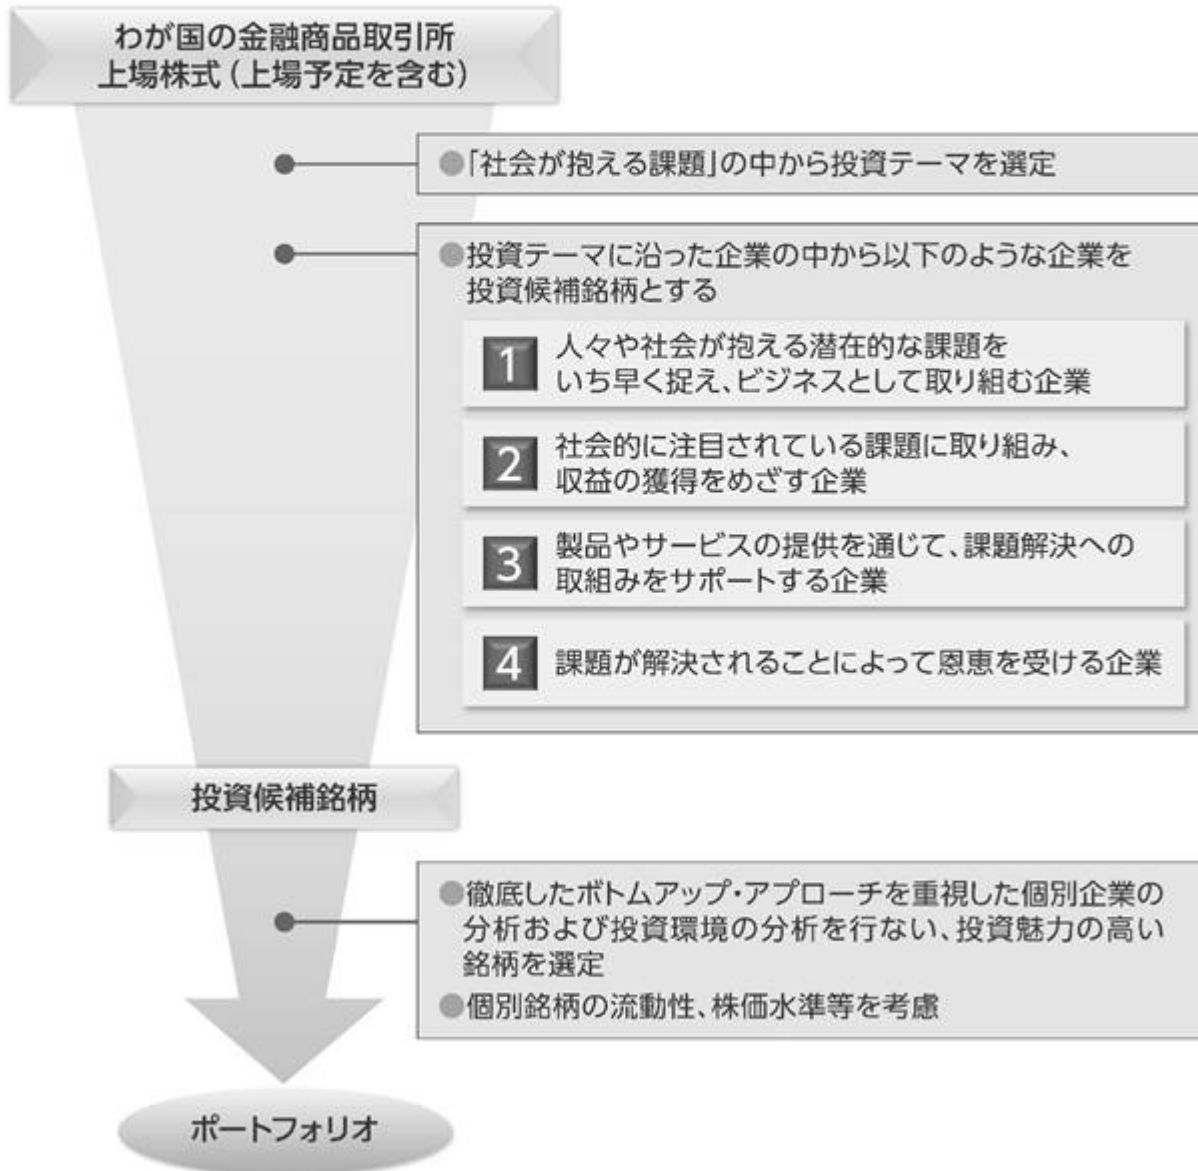 わが国の金融商品取引所
上場株式（上場予定を含む）
●「社会が抱える課題」の中から投資テーマを選定
●投資テーマに沿った企業の中から以下のような企業を
投資候補銘柄とする
1
人々や社会が抱える潜在的な課題を
いち早く捉え、ビジネスとして取り組む企業
2
社会的に注目されている課題に取り組み、
収益の獲得をめざす企業
3
製品やサービスの提供を通じて、課題解決への
取組みをサポートする企業
4
課題が解決されることによって恩恵を受ける企業
投資候補銘柄
●徹底したボトムアップ・アプローチを重視した個別企業の
分析および投資環境の分析を行ない、投資魅力の高い
銘柄を選定
●個別銘柄の流動性、株価水準等を考慮
ポートフォリオ